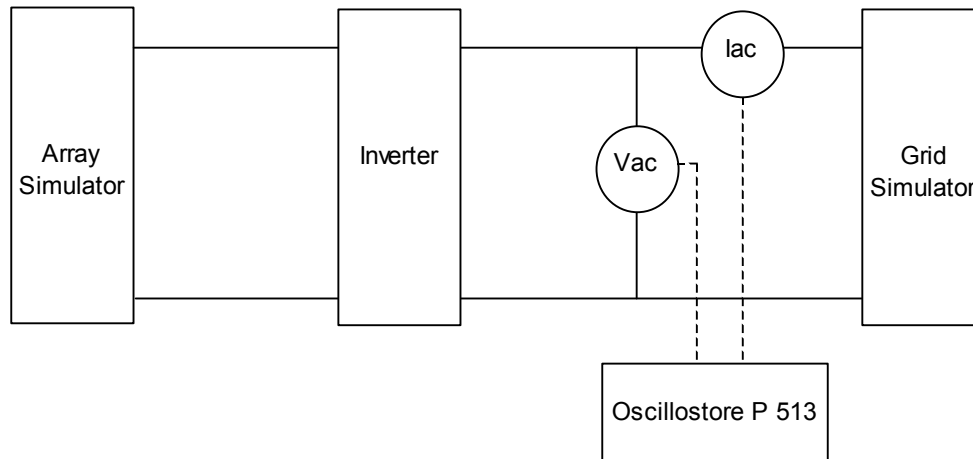 Array
Simulator
Inverter
Vac
Iac
Grid
Simulator
Oscillostore P 513